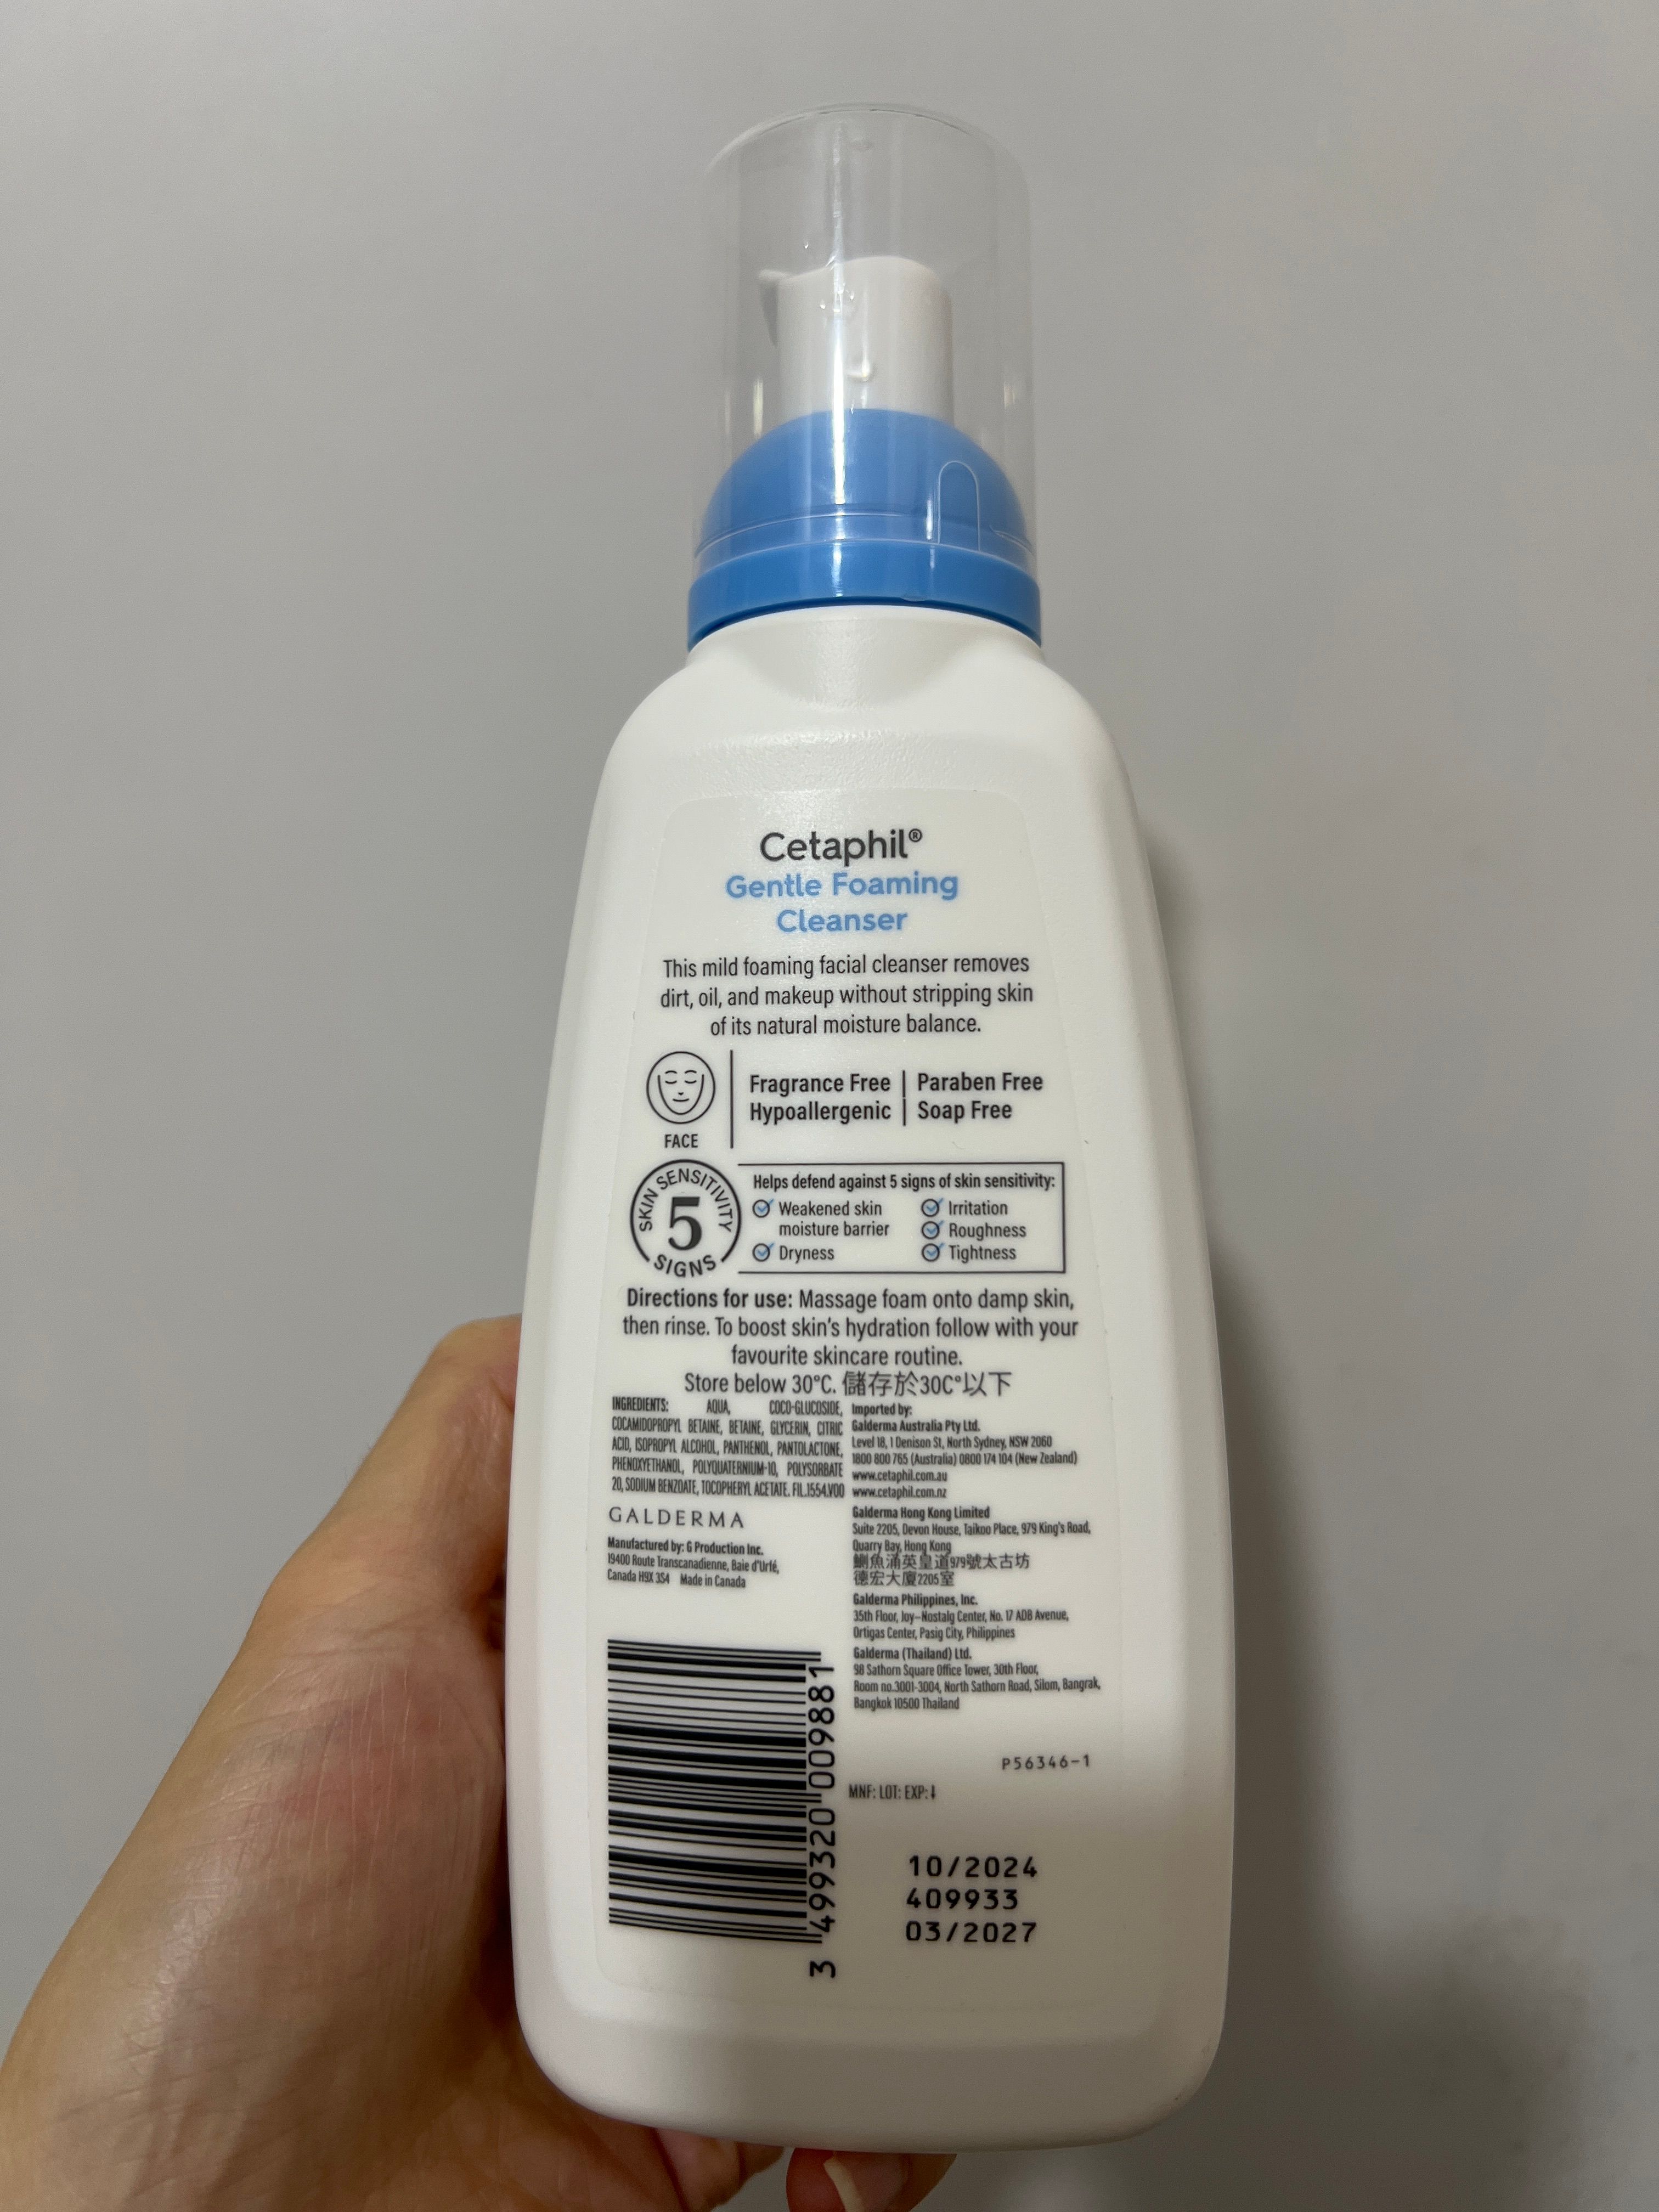 Cetaphil®
Gentle Foaming
Cleanser
This mild foaming facial cleanser removes
dirt, oil, and makeup without stripping skin
of its natural moisture balance.
FACE
Fragrance Free | Paraben Free
Hypoallergenic | Soap Free
SKIN SENSITIVITY
5
SIGNS
Helps defend against 5 signs of skin sensitivity:
Weakened skin
moisture barrier
Dryness
Irritation
Roughness
Tightness
Directions for use: Massage foam onto damp skin,
then rinse. To boost skin's hydration follow with your
favourite skincare routine.
Store below 30°C. 儲存於30C°以下
INGREDIENTS: AQUA, COCO-GLUCOSIDE,
COCAMIDOPROPYL BETAINE, BETAINE, GLYCERIN, CITRIC
ACID, ISOPROPYL ALCOHOL, PANTHENOL, PANTOLACTONE,
PHENOXYETHANOL, POLYQUATERNIUM-10, POLYSORBATE
20, SODIUM BENZOATE, TOCOPHERYL ACETATE. FIL.1554.V00
GALDERMA
Manufactured by: G Production Inc.
19400 Route Transcanadienne, Baie d'Urfé,
Canada H9X 3S4 Made in Canada
Imported by:
Galderma Australia Pty Ltd.
Level 18, 1 Denison St, North Sydney, NSW 2060
1800 800 765 (Australia) 0800 174 104 (New Zealand)
www.cetaphil.com.au
www.cetaphil.com.nz
Galderma Hong Kong Limited
Suite 2205, Devon House, Taikoo Place, 979 King's Road,
Quarry Bay, Hong Kong
鰂魚涌英皇道979號太古坊
德宏大廈2205室
Galderma Philippines, Inc.
35th Floor, Joy-Nostalg Center, No. 17 ADB Avenue,
Ortigas Center, Pasig City, Philippines
Galderma (Thailand) Ltd.
98 Sathorn Square Office Tower, 30th Floor,
Room no.3001-3004, North Sathorn Road, Silom, Bangrak,
Bangkok 10500 Thailand
P56346-1
MNF: LOT: EXP:
10/2024
409933
03/2027
3 499320 009881